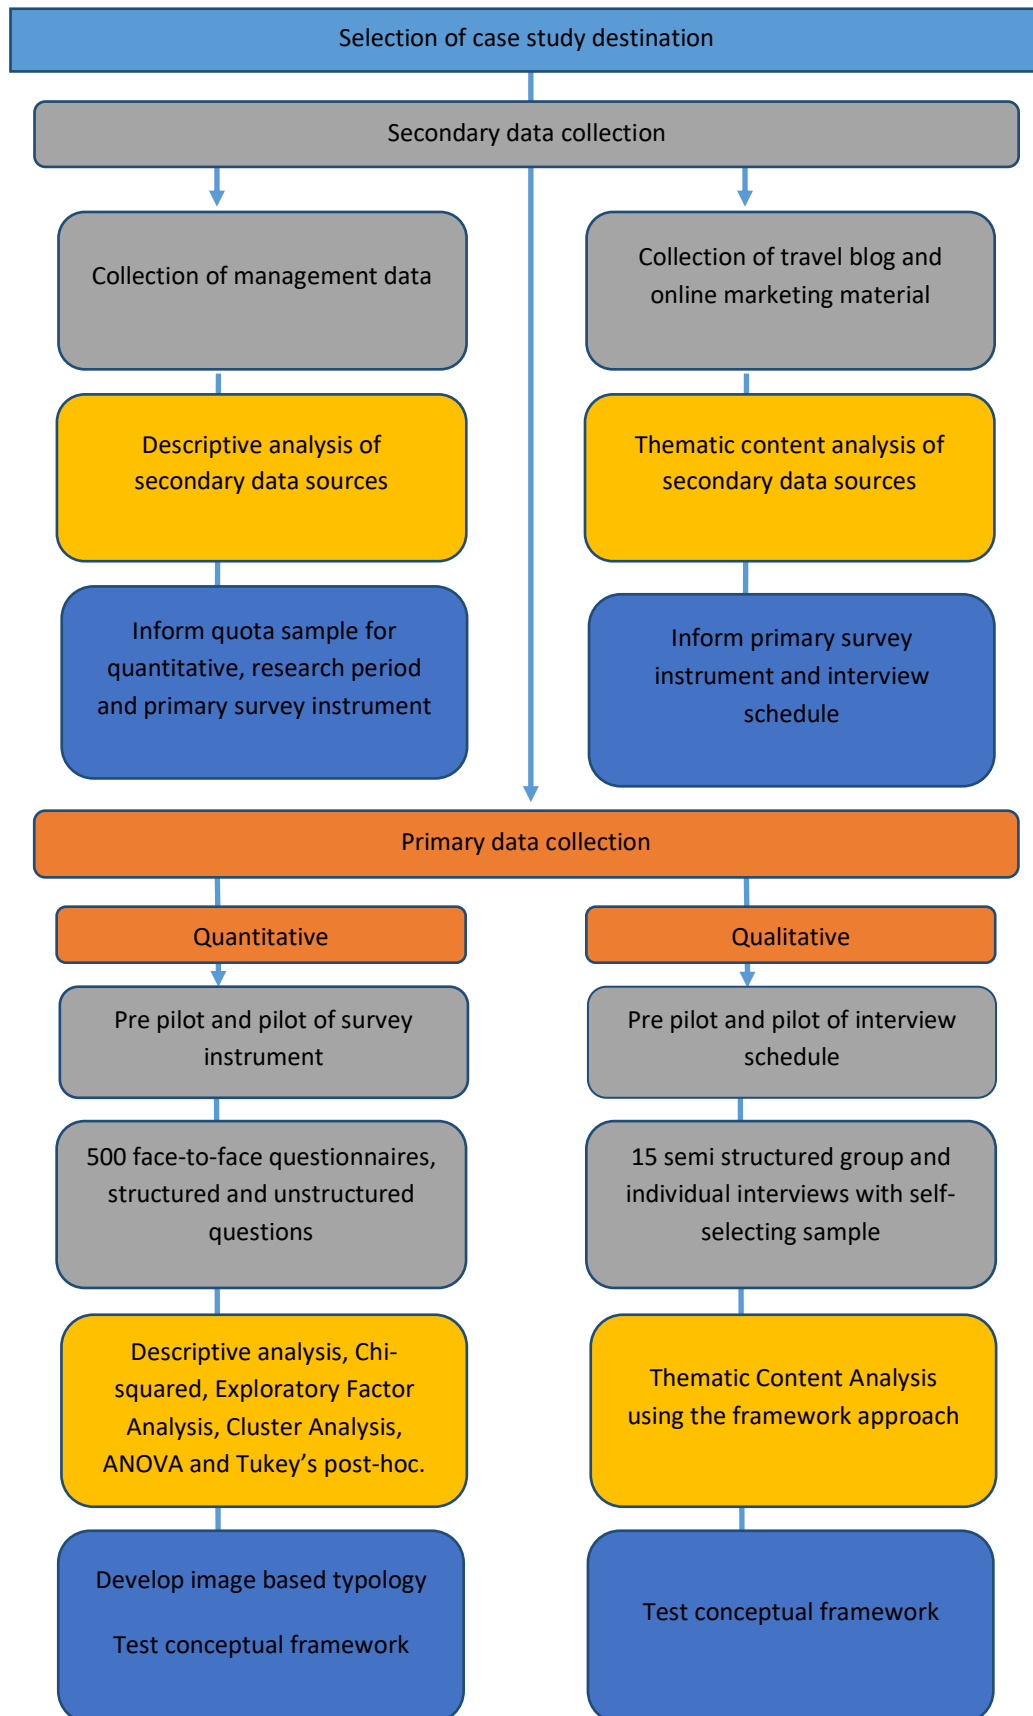 Selection of case study destination
Secondary data collection
Collection of management data
Collection of travel blog and
online marketing material
Descriptive analysis of
secondary data sources
Thematic content analysis of
secondary data sources
Inform quota sample for
quantitative, research period
and primary survey instrument
Inform primary survey
instrument and interview
schedule
Primary data collection
Quantitative
Qualitative
Pre pilot and pilot of survey
instrument
Pre pilot and pilot of interview
schedule
500 face-to-face questionnaires,
structured and unstructured
questions
15 semi structured group and
individual interviews with self-
selecting sample
Descriptive analysis, Chi-
squared, Exploratory Factor
Analysis, Cluster Analysis,
ANOVA and Tukey’s post-hoc.
Thematic Content Analysis
using the framework approach
Develop image based typology
Test conceptual framework
Test conceptual framework